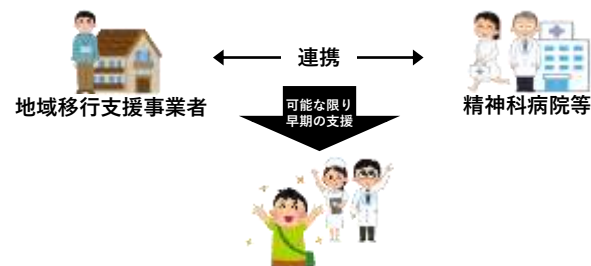 連携
地域移行支援事業者
精神科病院等
可能な限り
早期の支援